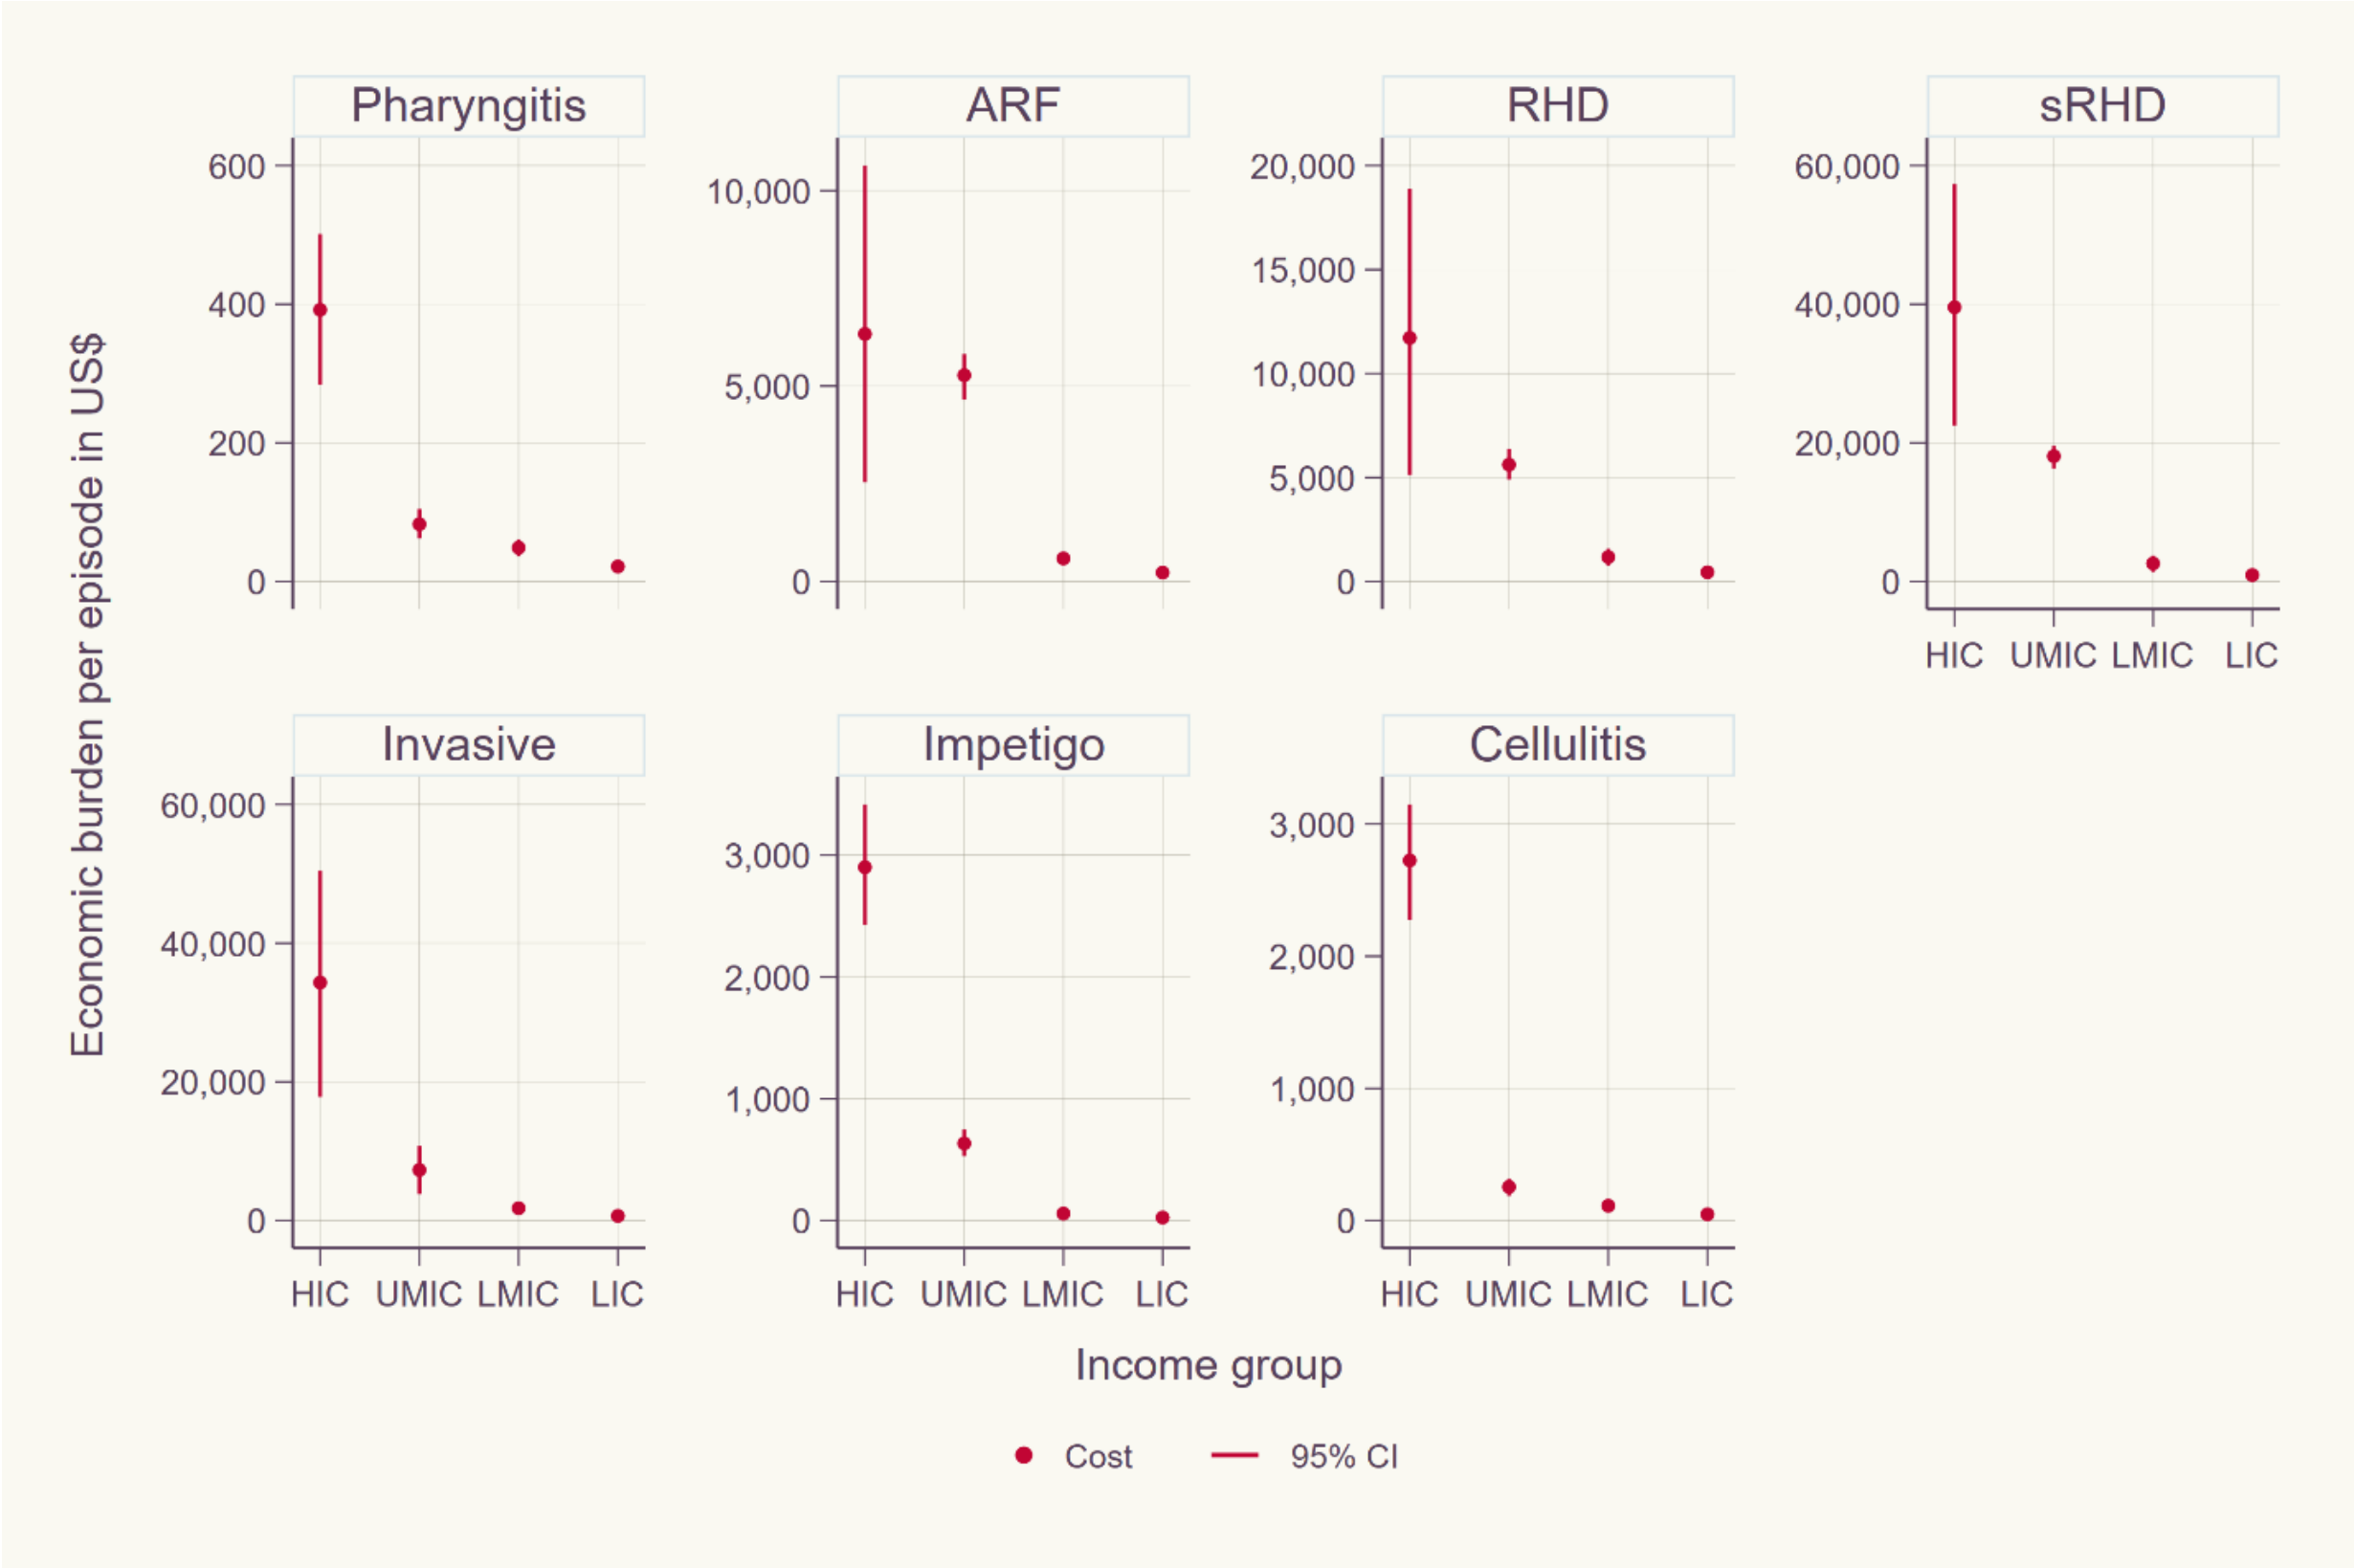 Economic burden per episode in US$
Pharyngitis
600
400
200
0
ARF
10,000
5,000
0
RHD
20,000
15,000
10,000
5,000
0
sRHD
60,000
40,000
20,000
0
HIC UMIC LMIC LIC
Invasive
60,000
40,000
20,000
0
HIC UMIC LMIC LIC
Impetigo
3,000
2,000
1,000
0
HIC UMIC LMIC LIC
Cellulitis
3,000
2,000
1,000
0
HIC UMIC LMIC LIC
Income group
Cost 95% CI